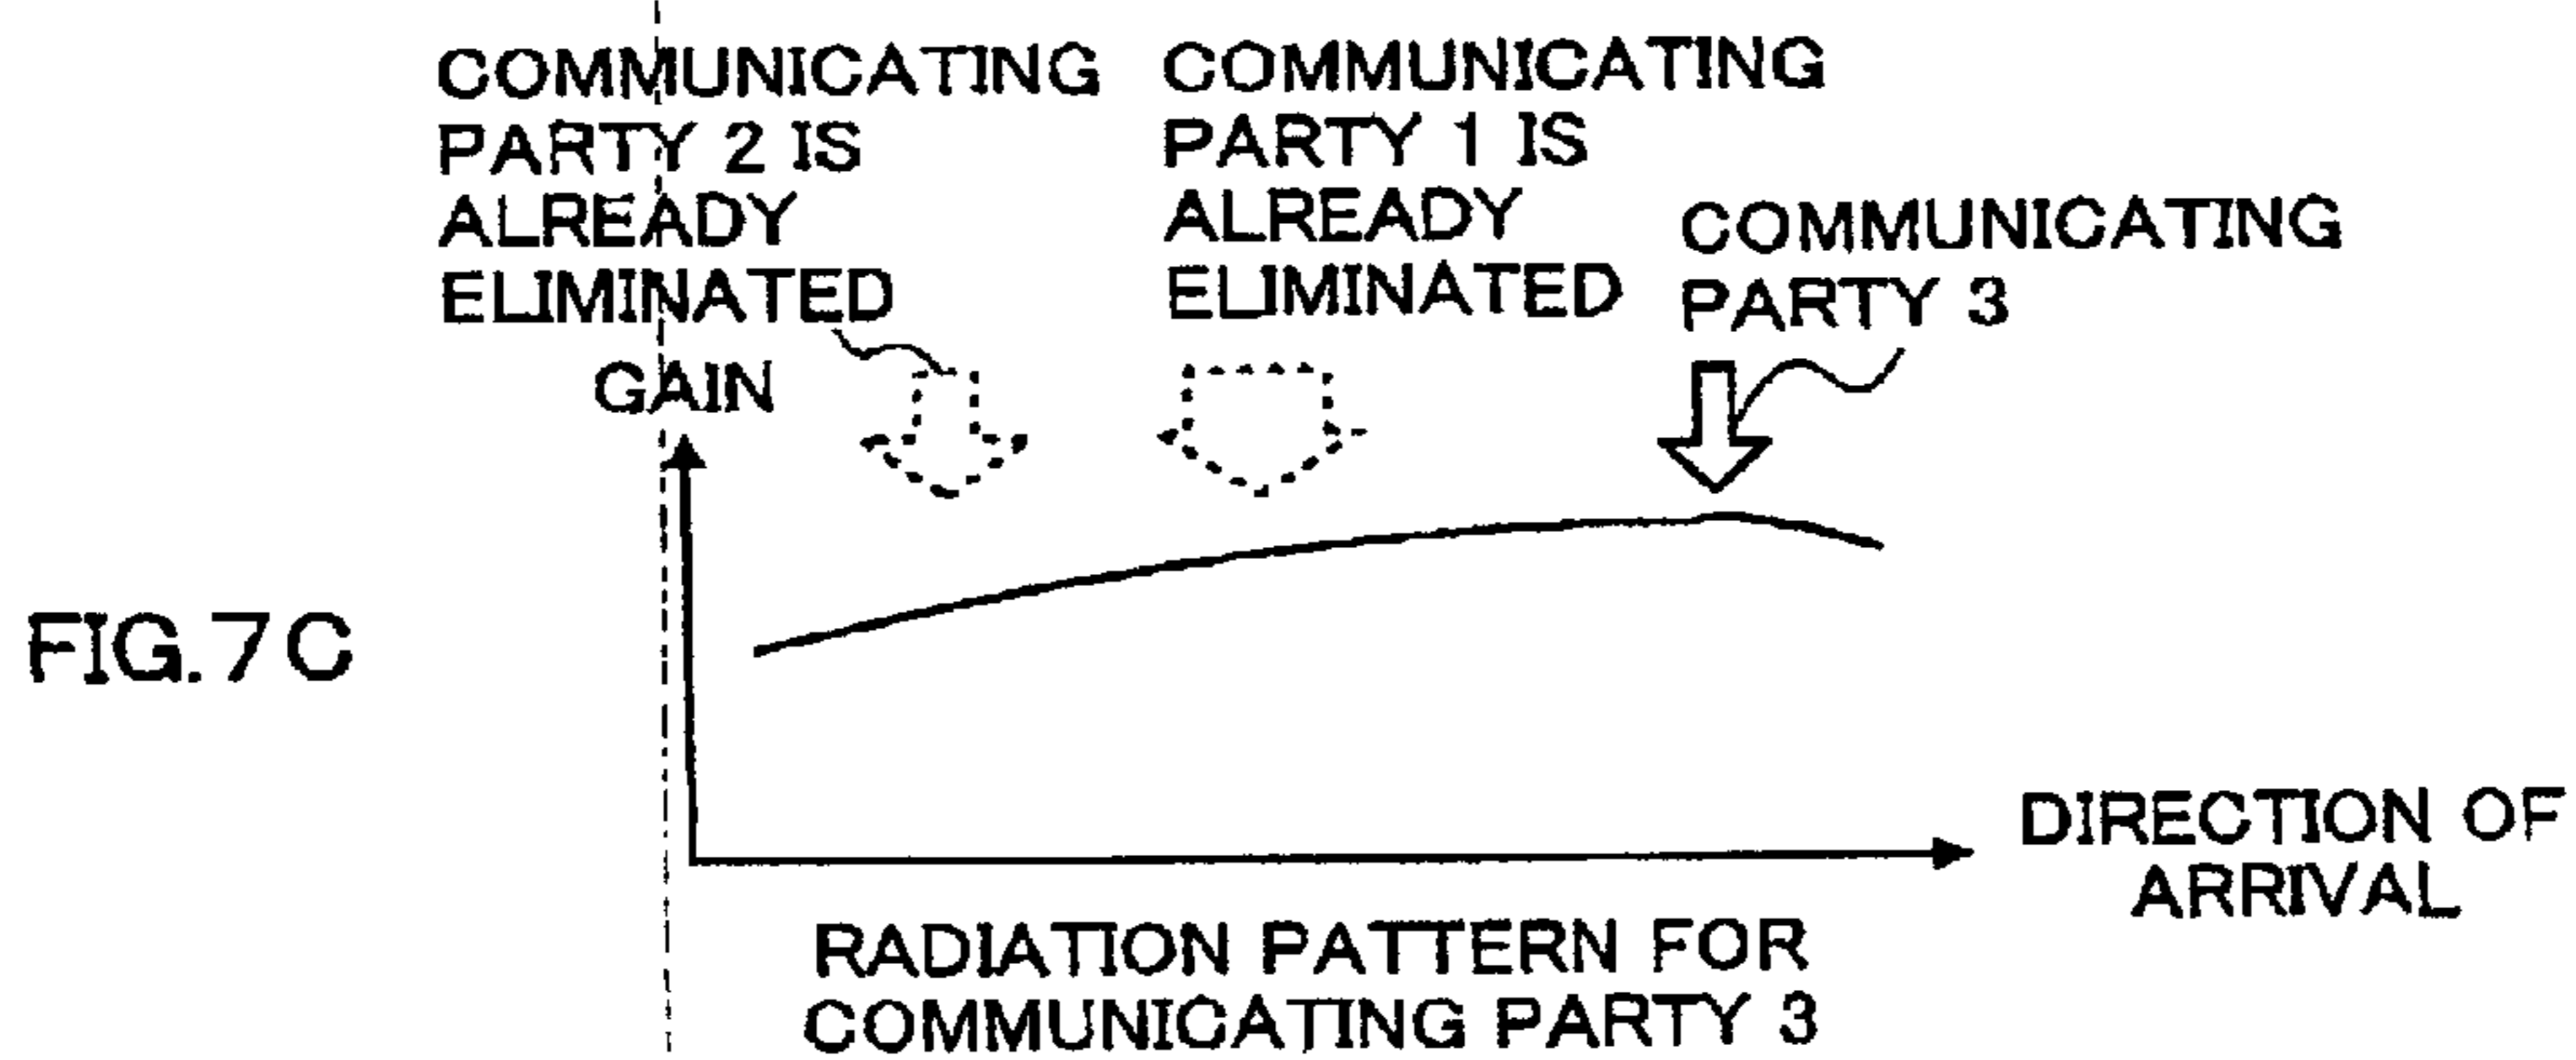 COMMUNICATING
PARTY 2 IS
ALREADY
ELIMINATED
COMMUNICATING
PARTY 1 IS
ALREADY
ELIMINATED
COMMUNICATING
PARTY 3
GAIN
FIG.7C
DIRECTION OF
ARRIVAL
RADIATION PATTERN FOR
COMMUNICATING PARTY 3